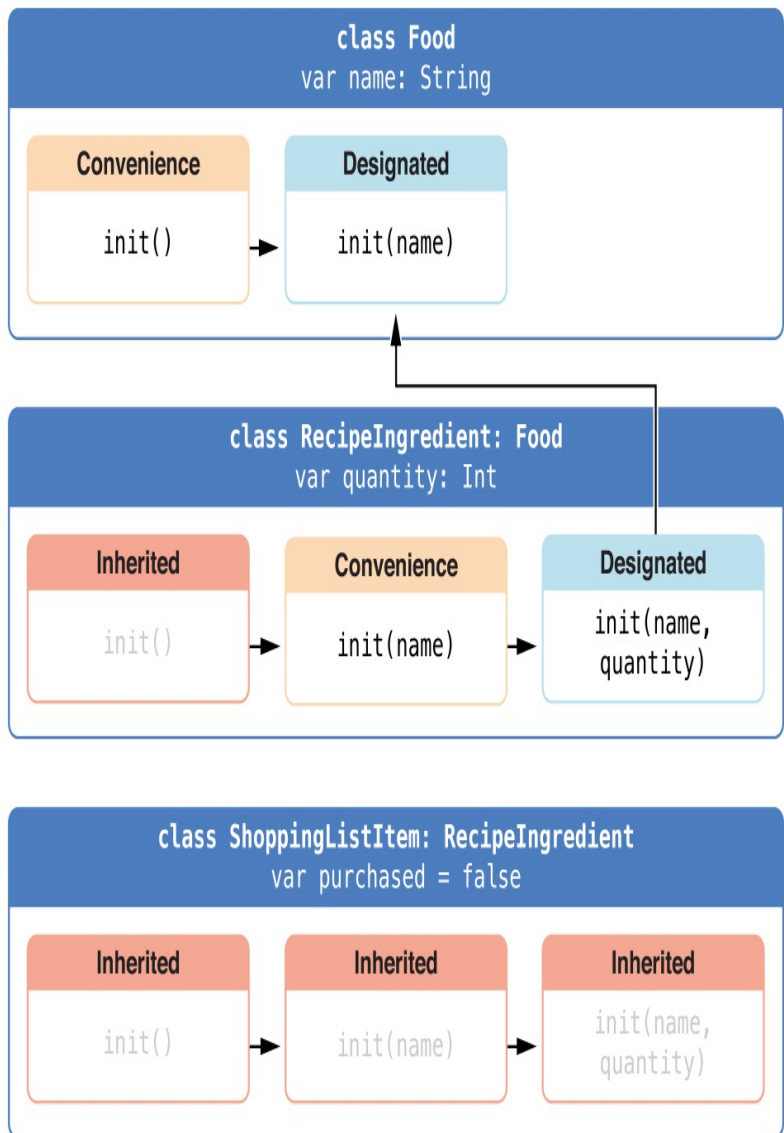 class Food
var name: String
Convenience
Designated
init()
init(name)
class RecipeIngredient: Food
var quantity: Int
Inherited
Convenience
Designated
init()
init(name)
init(name,
quantity)
class ShoppingListItem: RecipeIngredient
var purchased = false
Inherited
Inherited
Inherited
init()
init(name)
init(name,
quantity)